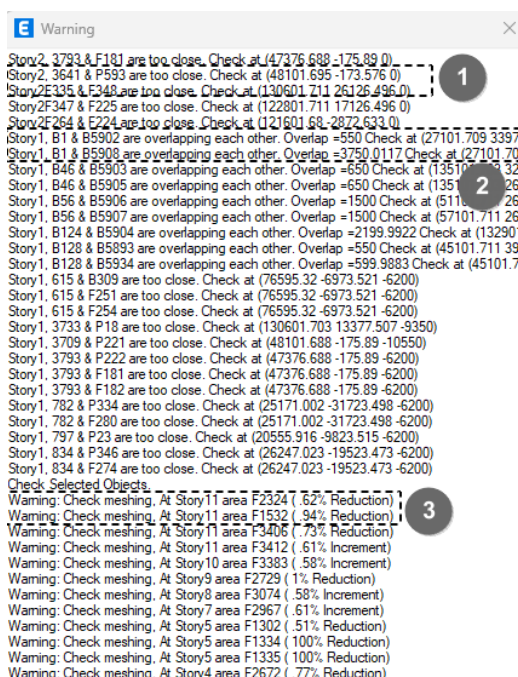 E Warning
Story2, 3793 & F181 are too close. Check at (47376.688 -175.89 0)
Story2, 3641 & P593 are too close. Check at (48101.695 -173.576 0)
1
Story2F335 & F348 are too close. Check at (130601.711 26126.496 0)
Story2F347 & F225 are too close. Check at (122801.711 17126.496 0)
Story2F264 & F224 are too close. Check at (121601.68 -2872.633 0)
Story1, B1 & B5902 are overlapping each other. Overlap =550 Check at (27101.709 3397
Story1, B1 & B5908 are overlapping each other. Overlap =3750.0117 Check at (27101.70
Story1, B46 & B5903 are overlapping each other. Overlap =650 Check at (13510 32
Story1, B46 & B5905 are overlapping each other. Overlap =650 Check at (1351 26
2
Story1, B56 & B5906 are overlapping each other. Overlap =1500 Check at (5110 26
Story1, B56 & B5907 are overlapping each other. Overlap =1500 Check at (57101.711 26
Story1, B124 & B5904 are overlapping each other. Overlap =2199.9922 Check at (13290
Story1, B128 & B5893 are overlapping each other. Overlap =550 Check at (45101.711 39
Story1, B128 & B5934 are overlapping each other. Overlap =599.9883 Check at (45101.7
Story1, 615 & B309 are too close. Check at (76595.32 -6973.521 -6200)
Story1, 615 & F251 are too close. Check at (76595.32 -6973.521 -6200)
Story1, 615 & F254 are too close. Check at (76595.32 -6973.521 -6200)
Story1, 3733 & P18 are too close. Check at (130601.703 13377.507 -9350)
Story1, 3709 & P221 are too close. Check at (48101.688 -175.89 -10550)
Story1, 3793 & P222 are too close. Check at (47376.688 -175.89 -6200)
Story1, 3793 & F181 are too close. Check at (47376.688 -175.89 -6200)
Story1, 3793 & F182 are too close. Check at (47376.688 -175.89 -6200)
Story1, 782 & P334 are too close. Check at (25171.002 -31723.498 -6200)
Story1, 782 & F280 are too close. Check at (25171.002 -31723.498 -6200)
Story1, 797 & P23 are too close. Check at (20555.916 -9823.515 -6200)
Story1, 834 & P346 are too close. Check at (26247.023 -19523.473 -6200)
Story1, 834 & F274 are too close. Check at (26247.023 -19523.473 -6200)
Check Selected Objects.
Warning: Check meshing, At Story11 area F2324 ( .62% Reduction)
Warning: Check meshing, At Story11 area F1532 ( .94% Reduction)
3
Warning: Check meshing, At Story11 area F3406 ( .73% Reduction)
Warning: Check meshing, At Story11 area F3412 ( .61% Increment)
Warning: Check meshing, At Story10 area F3383 ( .58% Increment)
Warning: Check meshing, At Story9 area F2729 ( 1% Reduction)
Warning: Check meshing, At Story8 area F3074 ( .58% Increment)
Warning: Check meshing, At Story7 area F2967 ( .61% Increment)
Warning: Check meshing, At Story5 area F1302 ( .51% Reduction)
Warning: Check meshing, At Story5 area F1334 ( 100% Reduction)
Warning: Check meshing, At Story5 area F1335 ( 100% Reduction)
Warning: Check meshing, At Story4 area F2672 ( .77% Reduction)